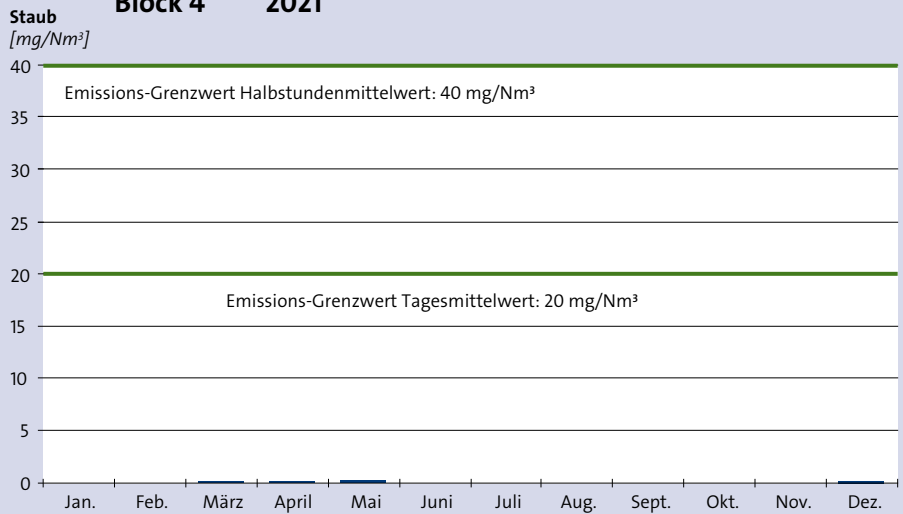 Block 4 2021
Staub
[mg/Nm³]
40
Emissions-Grenzwert Halbstundenmittelwert: 40 mg/Nm³
35
30
25
20
Emissions-Grenzwert Tagesmittelwert: 20 mg/Nm³
15
10
5
0
Jan. Feb. März April Mai Juni Juli Aug. Sept. Okt. Nov. Dez.